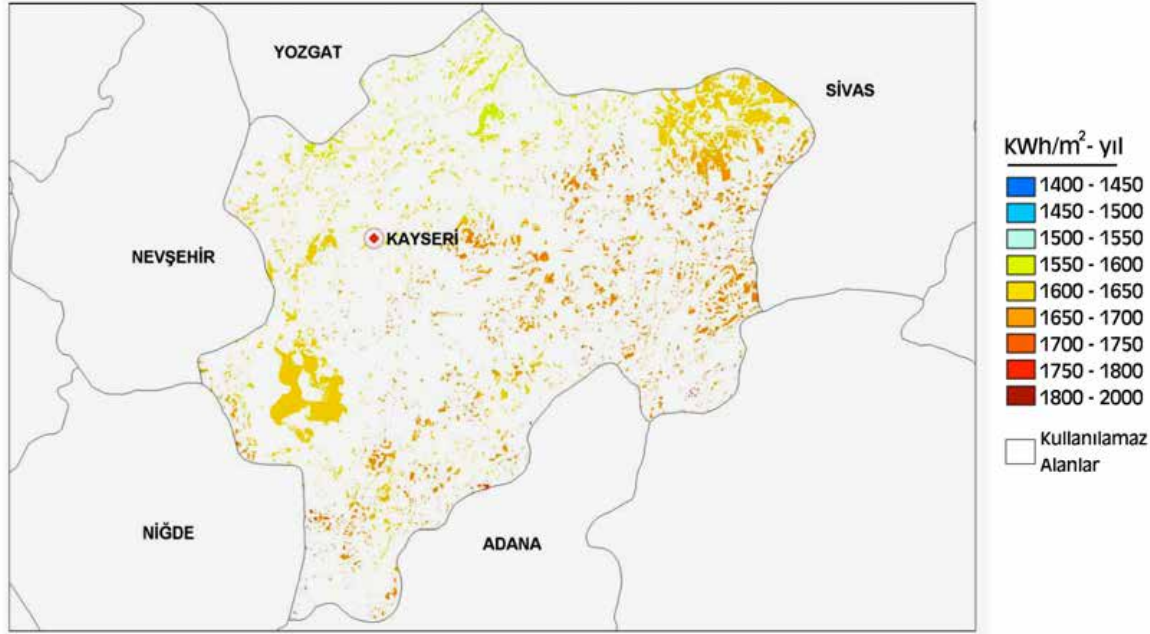 YOZGAT
SİVAS
KAYSERİ
NEVŞEHİR
NİĞDE
ADANA
KWh/m²- yıl
1400 - 1450
1450 - 1500
1500 - 1550
1550 - 1600
1600 - 1650
1650 - 1700
1700 - 1750
1750 - 1800
1800 - 2000
Kullanılamaz
Alanlar